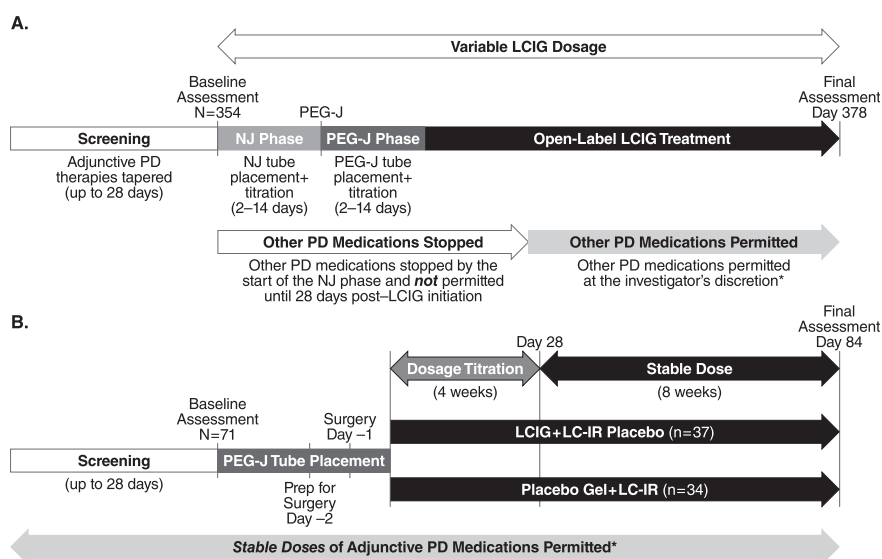 A.
Variable LCIG Dosage
Baseline
Assessment
N=354
PEG-J
Final
Assessment
Day 378
Screening
NJ Phase
PEG-J Phase
Open-Label LCIG Treatment
Adjunctive PD
therapies tapered
(up to 28 days)
NJ tube
placement+
titration
(2–14 days)
PEG-J tube
placement+
titration
(2–14 days)
Other PD Medications Stopped
Other PD Medications Permitted
Other PD medications stopped by the
start of the NJ phase and not permitted
until 28 days post–LCIG initiation
Other PD medications permitted
at the investigator's discretion*
B.
Final
Assessment
Day 84
Day 28
Dosage Titration
Stable Dose
(4 weeks)
(8 weeks)
Baseline
Assessment
N=71
Surgery
Day –1
LCIG+LC-IR Placebo (n=37)
Screening
PEG-J Tube Placement
(up to 28 days)
Prep for
Surgery
Day –2
Placebo Gel+LC-IR (n=34)
Stable Doses of Adjunctive PD Medications Permitted*